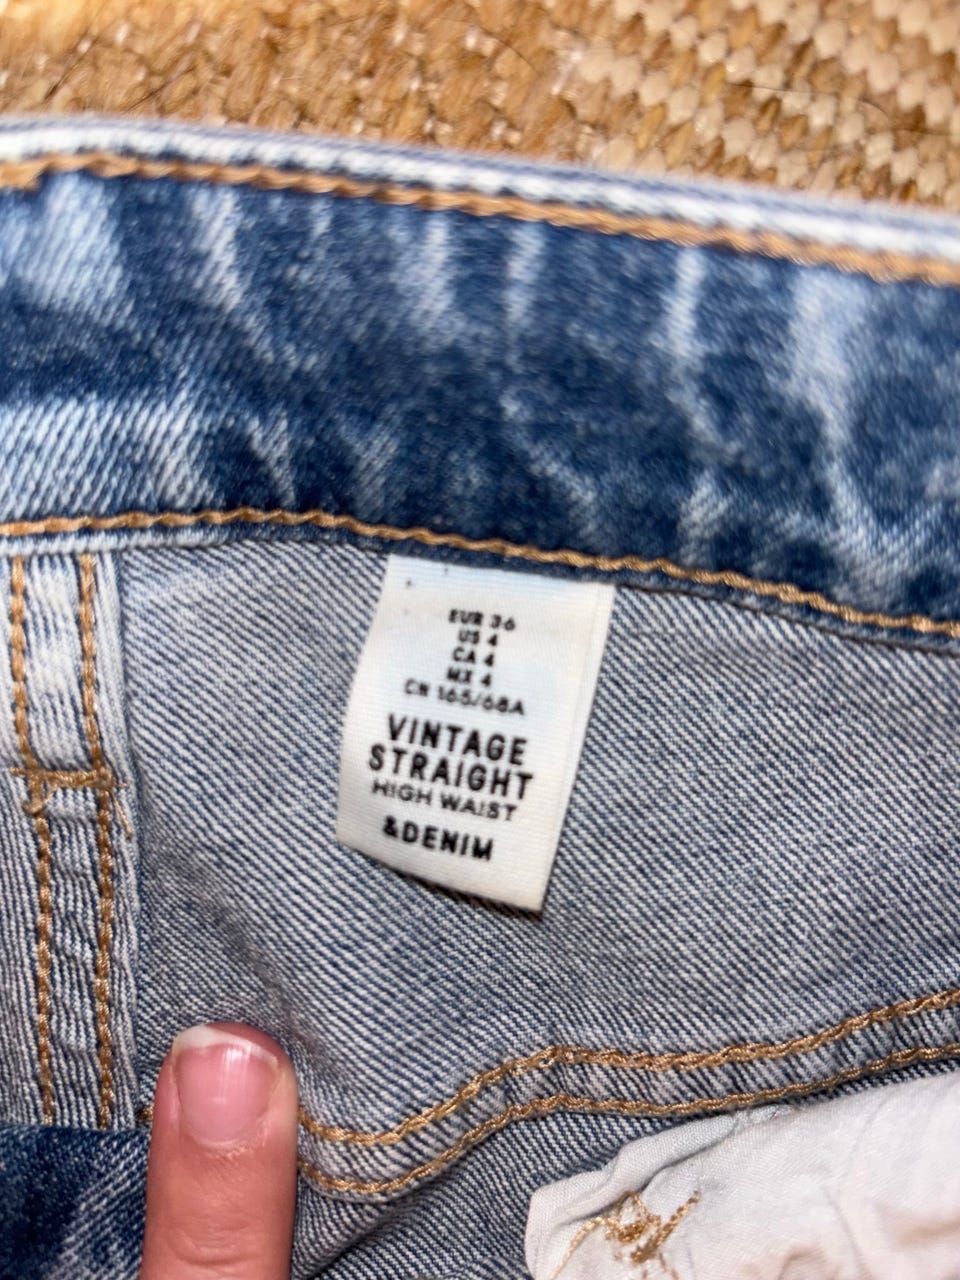 EUR 36
US 4
CA 4
MX 4
CN 165/68A
VINTAGE
STRAIGHT
HIGH WAIST
&DENIM